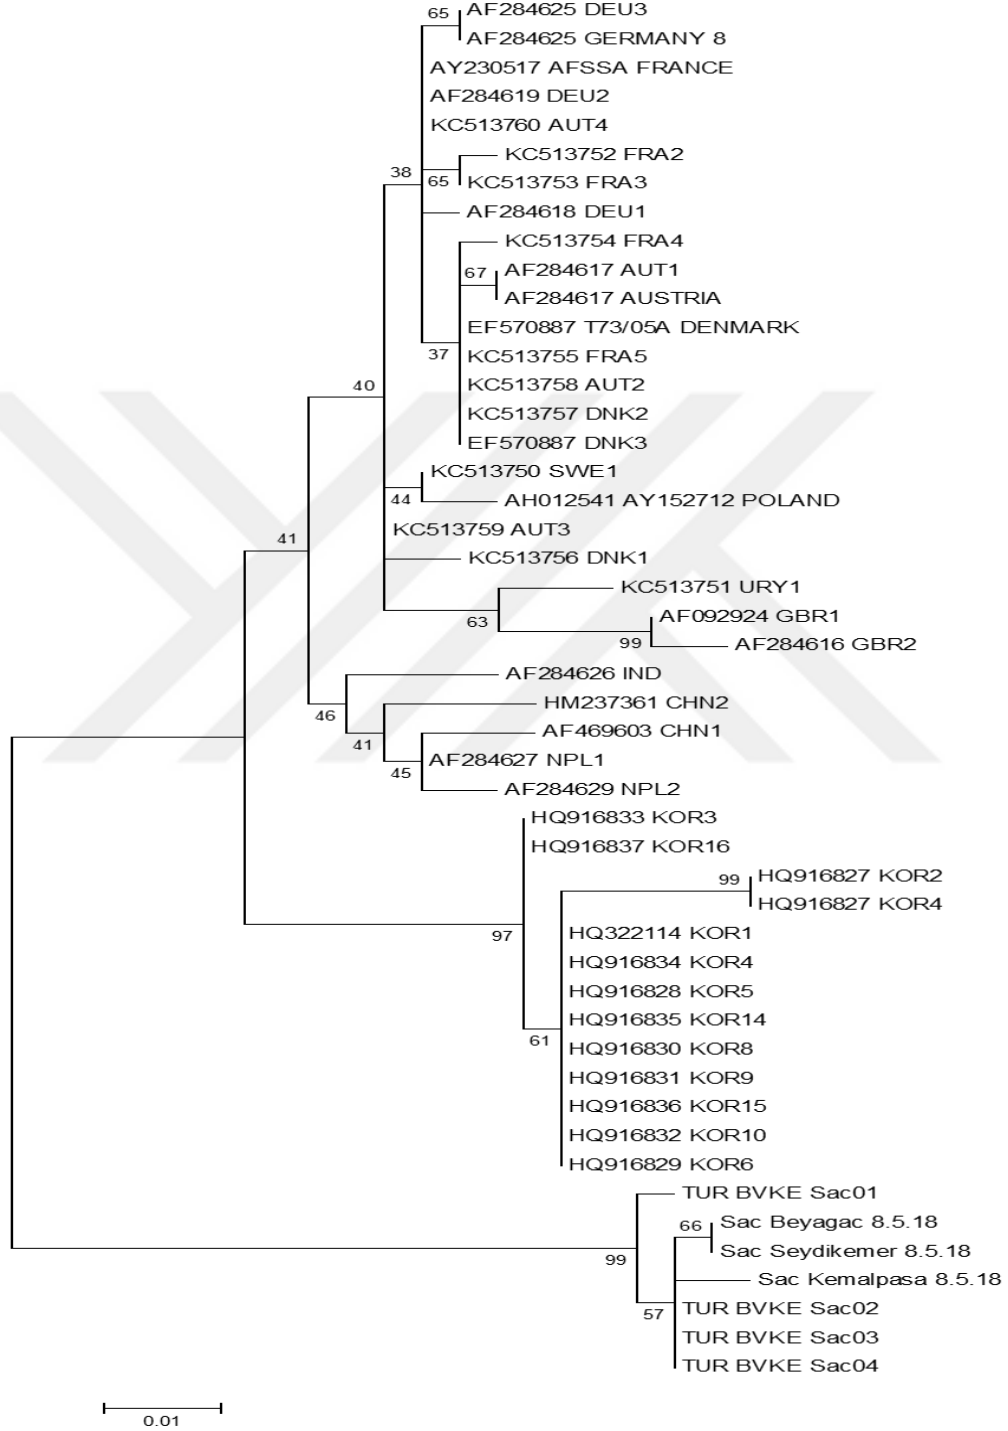 65
AF284625 DEU3
AF284625 GERMANY 8
AY230517 AFSSA FRANCE
AF284619 DEU2
KC513760 AUT4
KC513752 FRA2
38
65
KC513753 FRA3
AF284618 DEU1
KC513754 FRA4
67
AF284617 AUT1
AF284617 AUSTRIA
EF570887 T73/05A DENMARK
37
KC513755 FRA5
40
KC513758 AUT2
KC513757 DNK2
EF570887 DNK3
KC513750 SWE1
44
AH012541 AY152712 POLAND
KC513759 AUT3
41
KC513756 DNK1
KC513751 URY1
63
AF092924 GBR1
99
AF284616 GBR2
AF284626 IND
46
HM237361 CHN2
41
AF469603 CHN1
AF284627 NPL1
45
AF284629 NPL2
HQ916833 KOR3
HQ916837 KOR16
99
HQ916827 KOR2
HQ916827 KOR4
97
HQ322114 KOR1
HQ916834 KOR4
HQ916828 KOR5
HQ916835 KOR14
61
HQ916830 KOR8
HQ916831 KOR9
HQ916836 KOR15
HQ916832 KOR10
HQ916829 KOR6
TUR BVKE Sac01
66
Sac Beyagac 8.5.18
99
Sac Seydikemer 8.5.18
Sac Kemalpasa 8.5.18
57
TUR BVKE Sac02
TUR BVKE Sac03
TUR BVKE Sac04
0.01